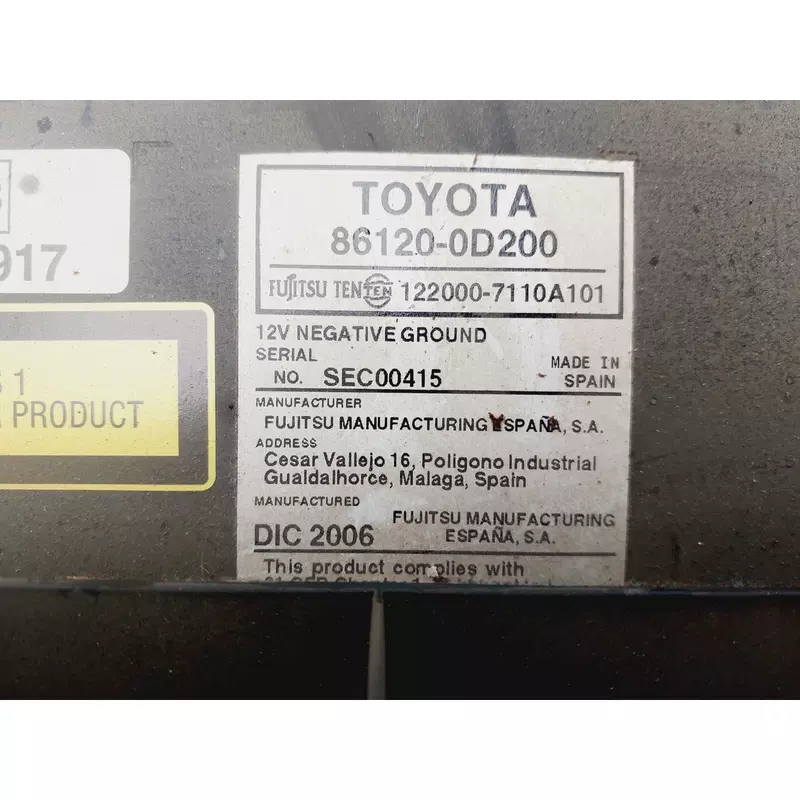 917
1
PRODUCT
TOYOTA
86120-0D200
FUJITSU TEN TEN 122000-7110A101
12V NEGATIVE GROUND
SERIAL
NO. SEC00415
MADE IN
SPAIN
MANUFACTURER
FUJITSU MANUFACTURING ESPAÑA, S.A.
ADDRESS
Cesar Vallejo 16, Poligono Industrial
Gualdalhorce, Malaga, Spain
MANUFACTURED
DIC 2006
FUJITSU MANUFACTURING
ESPAÑA, S.A.
This product complies with